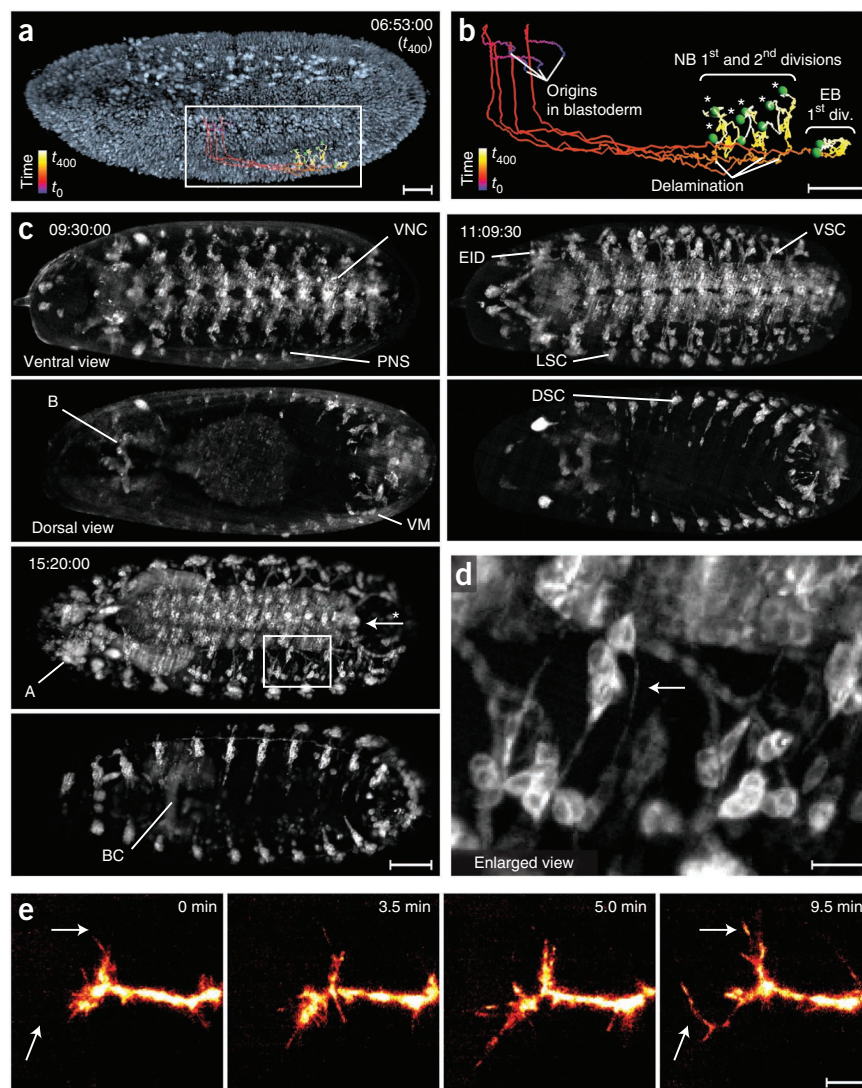 a
06:53:00
(t400)
Time
t400
t0
b
NB 1st and 2nd divisions
EB
1st div.
Origins
in blastoderm
* * * * * * *
Delamination
Time
t400
t0
c
09:30:00
VNC
PNS
Ventral view
B
VM
Dorsal view
11:09:30
EID
VSC
LSC
DSC
15:20:00
*
A
BC
d
Enlarged view
e
0 min
3.5 min
5.0 min
9.5 min